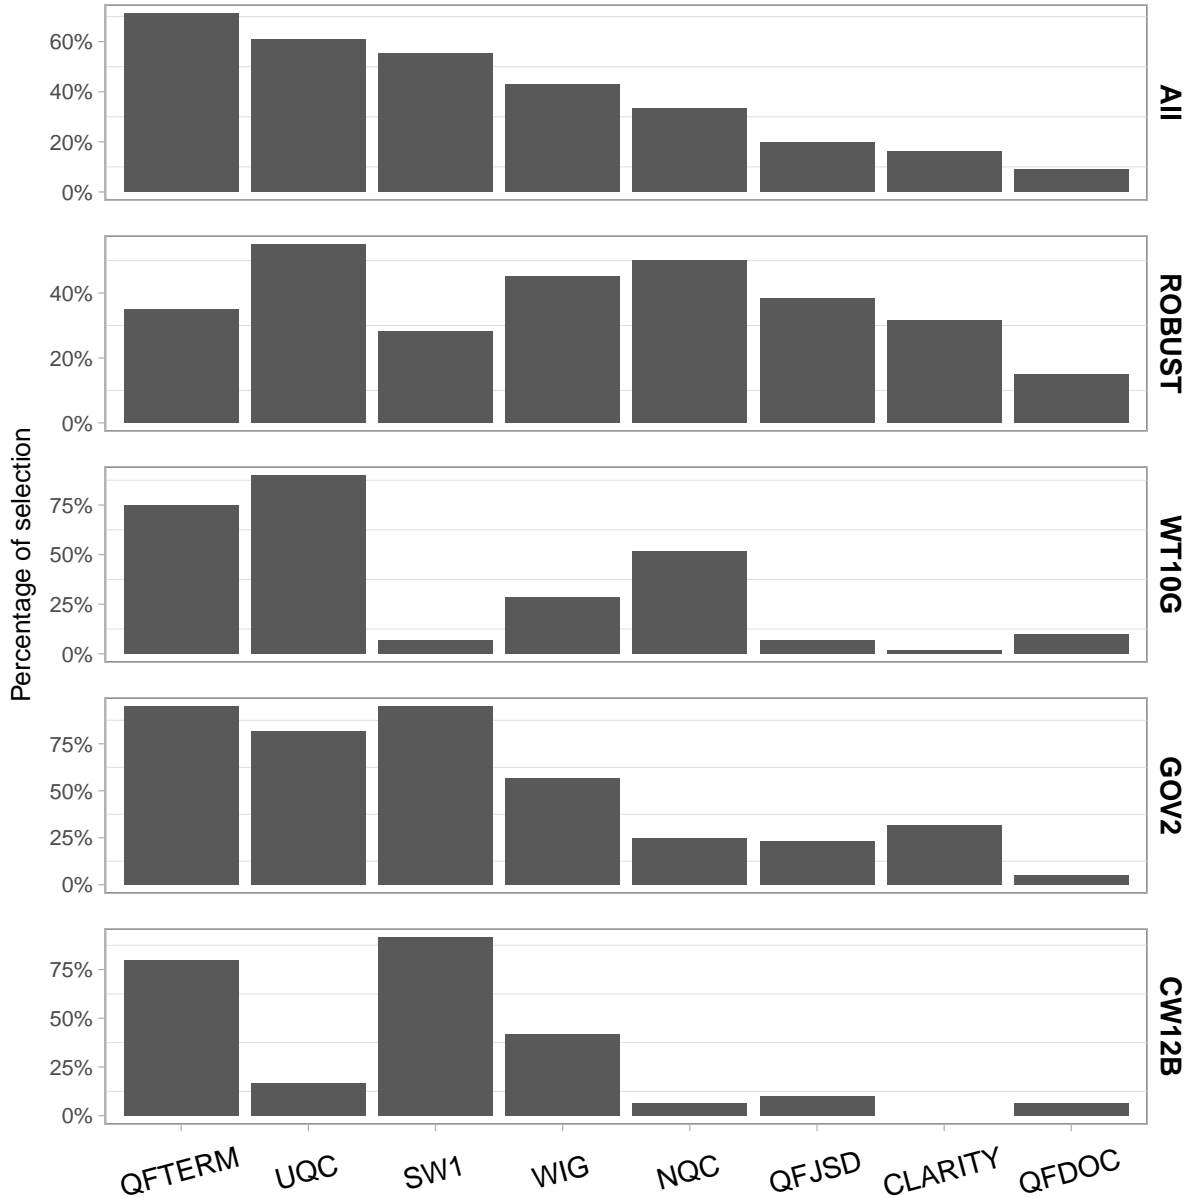 Percentage of selection
60%
40%
20%
0%
All
40%
20%
0%
ROBUST
75%
50%
25%
0%
WT10G
75%
50%
25%
0%
GOV2
75%
50%
25%
0%
CW12B
QFTERM
UQC
SW1
WIG
NQC
QFJSD
CLARITY
QFDOC